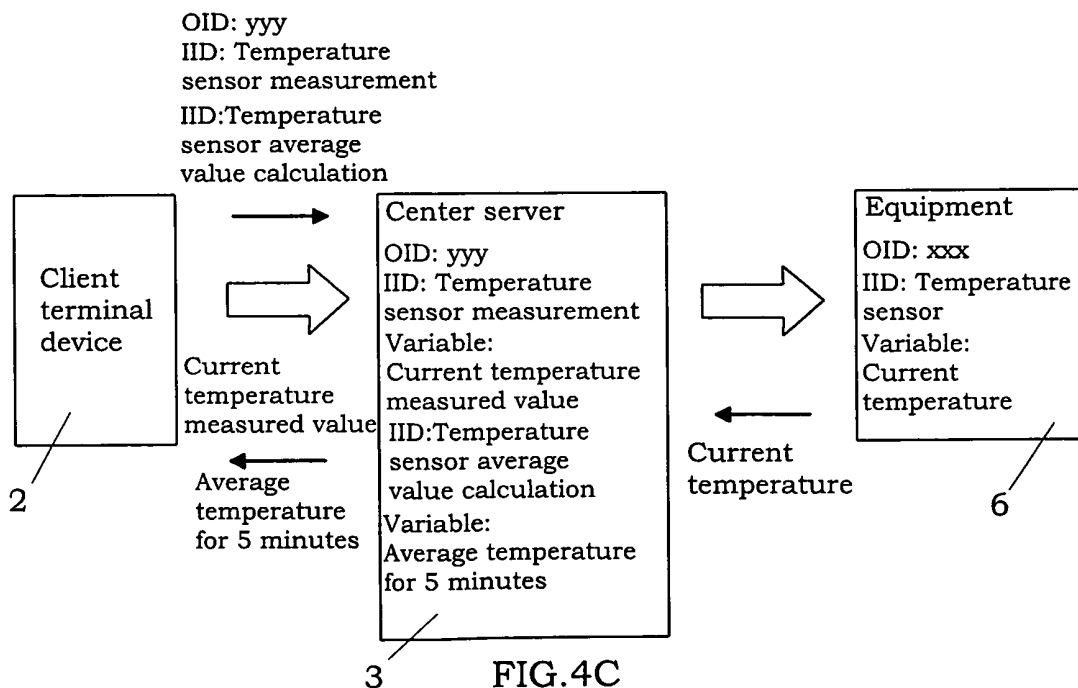 OID: yyy
IID: Temperature
sensor measurement
IID:Temperature
sensor average
value calculation
Client
terminal
device
2
Current
temperature
measured value
Average
temperature
for 5 minutes
Center server
OID: yyy
IID: Temperature
sensor measurement
Variable:
Current temperature
measured value
IID:Temperature
sensor average
value calculation
Variable:
Average temperature
for 5 minutes
3
Current
temperature
Equipment
OID: xxx
IID: Temperature
sensor
Variable:
Current
temperature
6
FIG.4C